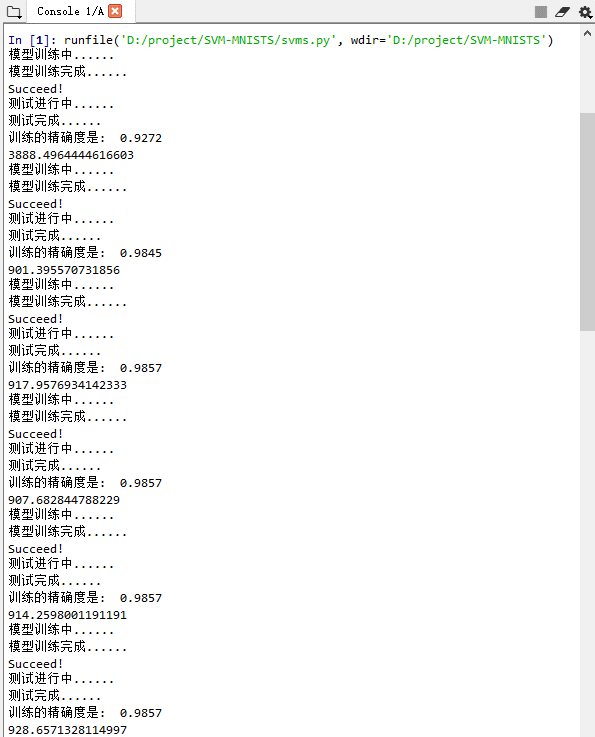 Console 1/A
In [1]: runfile('D:/project/SVM-MNISTS/svms.py', wdir='D:/project/SVM-MNISTS')
模型训练中......
模型训练完成......
Succeed!
测试进行中......
测试完成......
训练的精确度是: 0.9272
3888.4964444616603
模型训练中......
模型训练完成......
Succeed!
测试进行中......
测试完成......
训练的精确度是: 0.9845
901.395570731856
模型训练中......
模型训练完成......
Succeed!
测试进行中......
测试完成......
训练的精确度是: 0.9857
917.9576934142333
模型训练中......
模型训练完成......
Succeed!
测试进行中......
测试完成......
训练的精确度是: 0.9857
907.682844788229
模型训练中......
模型训练完成......
Succeed!
测试进行中......
测试完成......
训练的精确度是: 0.9857
914.2598001191191
模型训练中......
模型训练完成......
Succeed!
测试进行中......
测试完成......
训练的精确度是: 0.9857
928.6571328114997